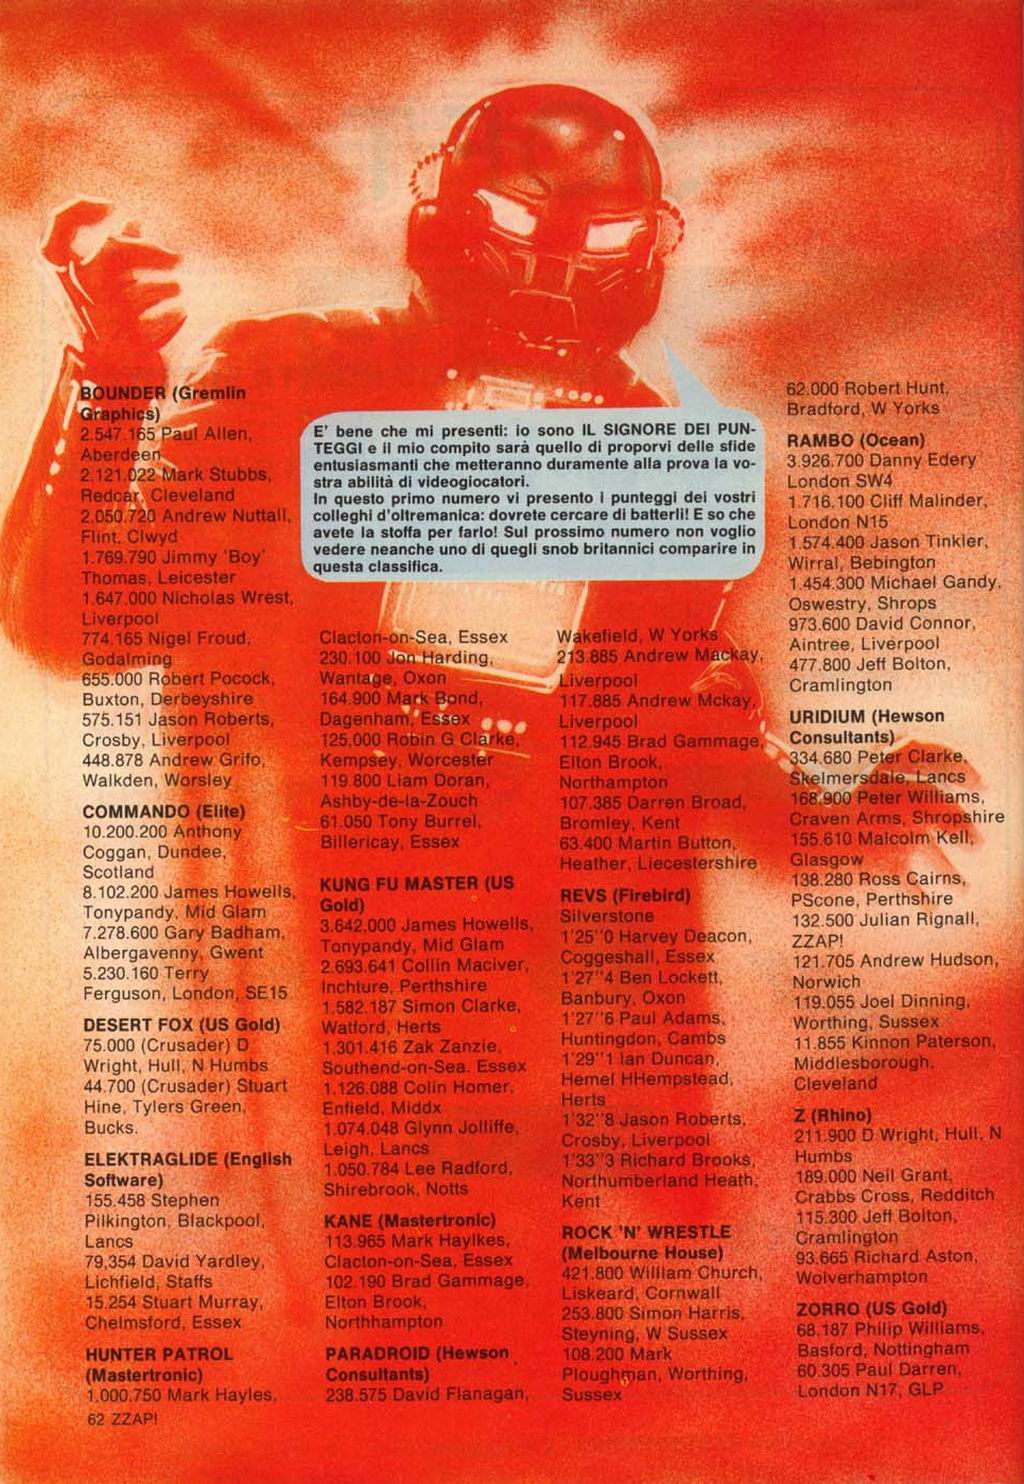 BOUNDER (Gremlin
Graphics)
2.547.165 Paul Allen,
Aberdeen
2.121.022 Mark Stubbs,
Redcar, Cleveland
2.050.720 Andrew Nuttall,
Flint, Clwyd
1.769.790 Jimmy 'Boy'
Thomas, Leicester
1.647.000 Nicholas Wrest,
Liverpool
774.165 Nigel Froud,
Godalming
655.000 Robert Pocock,
Buxton, Derbeyshire
575.151 Jason Roberts,
Crosby, Liverpool
448.878 Andrew Grifo,
Walkden, Worsley
COMMANDO (Elite)
10.200.200 Anthony
Coggan, Dundee,
Scotland
8.102.200 James Howells,
Tonypandy, Mid Glam
7.278.600 Gary Badham,
Albergavenny, Gwent
5.230.160 Terry
Ferguson, London, SE15
DESERT FOX (US Gold)
75.000 (Crusader) D
Wright, Hull, N Humbs
44.700 (Crusader) Stuart
Hine, Tylers Green,
Bucks.
ELEKTRAGLIDE (English
Software)
155.458 Stephen
Pilkington, Blackpool,
Lancs
79,354 David Yardley,
Lichfield, Staffs
15.254 Stuart Murray,
Chelmsford, Essex
HUNTER PATROL
(Mastertronic)
1.000.750 Mark Hayles,
62 ZZAP!
E' bene che mi presenti: io sono IL SIGNORE DEI PUN-
TEGGI e il mio compito sarà quello di proporvi delle sfide
entusiasmanti che metteranno duramente alla prova la vo-
stra abilità di videogiocatori.
In questo primo numero vi presento i punteggi dei vostri
colleghi d'oltremanica: dovrete cercare di batterli! E so che
avete la stoffa per farlo! Sul prossimo numero non voglio
vedere neanche uno di quegli snob britannici comparire in
questa classifica.
Clacton-on-Sea, Essex
230.100 Jon Harding,
Wantage, Oxon
164.900 Mark Bond,
Dagenham, Essex
125,000 Robin G Clarke,
Kempsey, Worcester
119.800 Liam Doran,
Ashby-de-la-Zouch
61.050 Tony Burrel,
Billericay, Essex
KUNG FU MASTER (US
Gold)
3.642,000 James Howells,
Tonypandy, Mid Glam
2.693.641 Collin Maciver,
Inchture, Perthshire
1.582.187 Simon Clarke,
Watford, Herts
1.301.416 Zak Zanzie,
Southend-on-Sea. Essex
1.126.088 Colin Homer,
Enfield, Middx
1.074.048 Glynn Jolliffe,
Leigh, Lancs
1.050.784 Lee Radford,
Shirebrook, Notts
KANE (Mastertronic)
113.965 Mark Haylkes,
Clacton-on-Sea, Essex
102.190 Brad Gammage,
Elton Brook,
Northhampton
PARADROID (Hewson
Consultants)
238.575 David Flanagan,
Wakefield, W Yorks
213.885 Andrew Mackay,
Liverpool
117.885 Andrew Mckay,
Liverpool
112.945 Brad Gammage,
Elton Brook,
Northampton
107.385 Darren Broad,
Bromley, Kent
63.400 Martin Button,
Heather, Liecestershire
REVS (Firebird)
Silverstone
1'25''0 Harvey Deacon,
Coggeshall, Essex
1'27''4 Ben Lockett,
Banbury, Oxon
1'27''6 Paul Adams,
Huntingdon, Cambs
1'29''1 Ian Duncan,
Hemel HHempstead,
Herts
1'32''8 Jason Roberts,
Crosby, Liverpool
1'33''3 Richard Brooks,
Northumberland Heath,
Kent
ROCK 'N' WRESTLE
(Melbourne House)
421.800 William Church,
Liskeard, Cornwall
253.800 Simon Harris,
Steyning, W Sussex
108.200 Mark
Ploughman, Worthing,
Sussex
62.000 Robert Hunt,
Bradford, W Yorks
RAMBO (Ocean)
3.926.700 Danny Edery
London SW4
1.716.100 Cliff Malinder,
London N15
1.574.400 Jason Tinkler,
Wirral, Bebington
1.454.300 Michael Gandy,
Oswestry, Shrops
973.600 David Connor,
Aintree, Liverpool
477.800 Jeff Bolton,
Cramlington
URIDIUM (Hewson
Consultants)
334.680 Peter Clarke,
Skelmersdale, Lancs
168.900 Peter Williams,
Craven Arms, Shropshire
155.610 Malcolm Kell,
Glasgow
138.280 Ross Cairns,
PScone, Perthshire
132.500 Julian Rignall,
ZZAP!
121.705 Andrew Hudson,
Norwich
119.055 Joel Dinning,
Worthing, Sussex
11.855 Kinnon Paterson,
Middlesborough,
Cleveland
Z (Rhino)
211.900 D Wright, Hull, N
Humbs
189.000 Neil Grant,
Crabbs Cross, Redditch
115.300 Jeff Bolton,
Cramlington
93.665 Richard Aston,
Wolverhampton
ZORRO (US Gold)
68.187 Philip Williams,
Basford, Nottingham
60.305 Paul Darren,
London N17, GLP